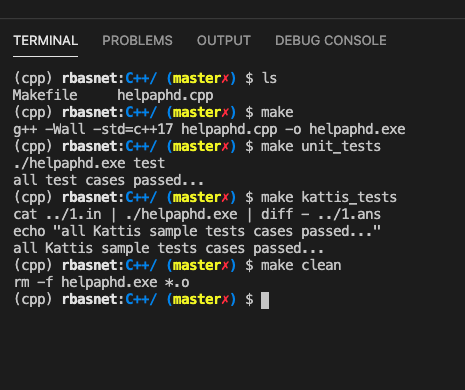 TERMINAL PROBLEMS OUTPUT DEBUG CONSOLE
(cpp) rbasnet:C++/ (master✗) $ ls
Makefile helpaphd.cpp
(cpp) rbasnet:C++/ (master✗) $ make
g++ -Wall -std=c++17 helpaphd.cpp -o helpaphd.exe
(cpp) rbasnet:C++/ (master✗) $ make unit_tests
./helpaphd.exe test
all test cases passed...
(cpp) rbasnet:C++/ (master✗) $ make kattis_tests
cat ../1.in | ./helpaphd.exe | diff - ../1.ans
echo "all Kattis sample tests cases passed..."
all Kattis sample tests cases passed...
(cpp) rbasnet:C++/ (master✗) $ make clean
rm -f helpaphd.exe *.o
(cpp) rbasnet:C++/ (master✗) $